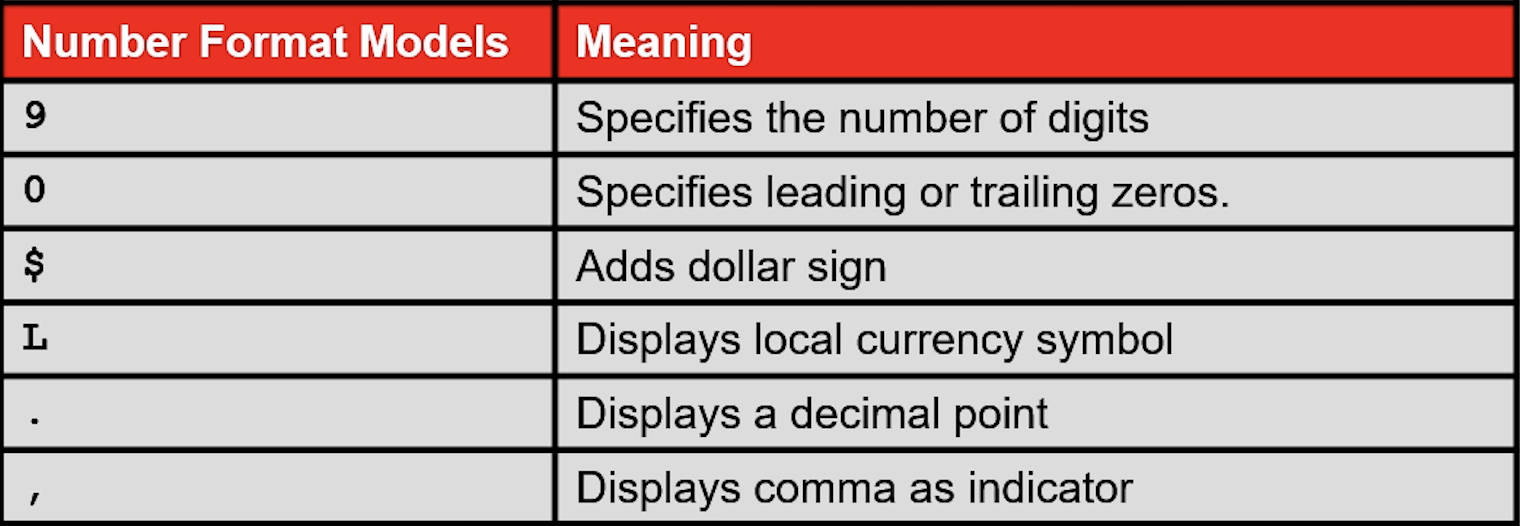 Number Format Models Meaning
9 Specifies the number of digits
0 Specifies leading or trailing zeros.
$ Adds dollar sign
L Displays local currency symbol
. Displays a decimal point
, Displays comma as indicator